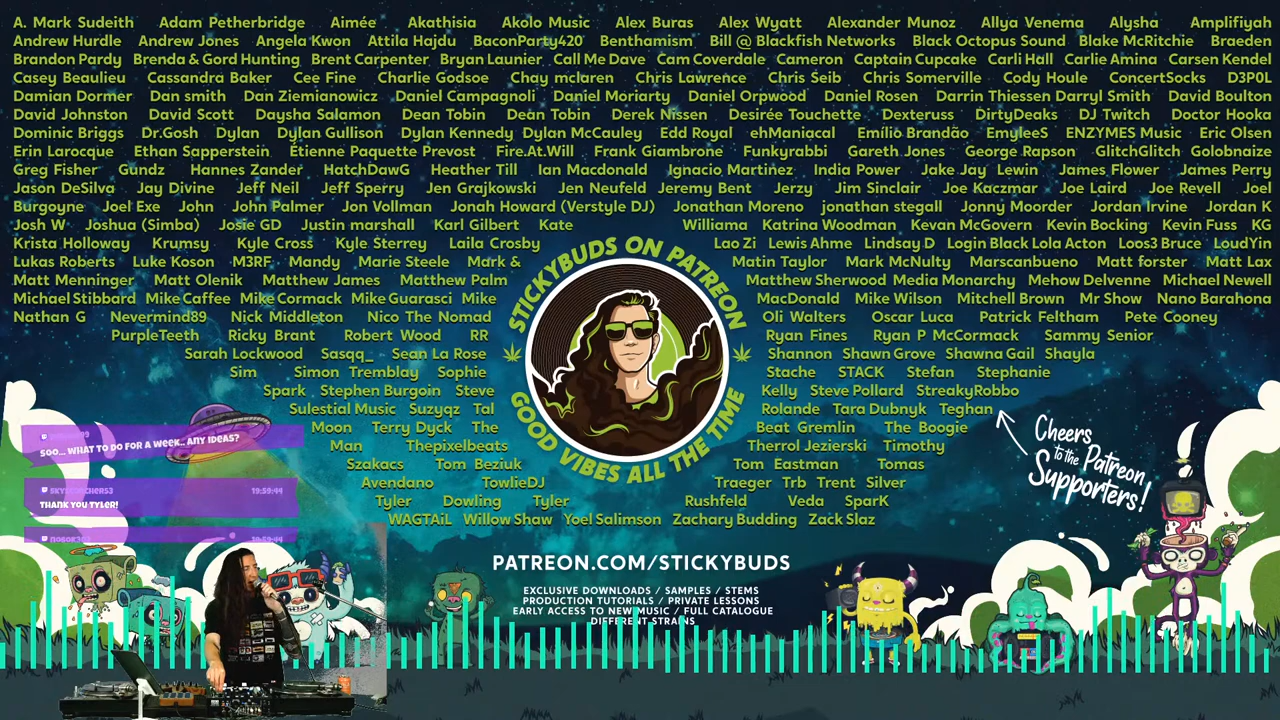 A. Mark Sudeith Adam Petherbridge Aimée Akathisia Akolo Music Alex Buras Alex Wyatt Alexander Munoz Allya Venema Alysha Amplifiyah
Andrew Hurdle Andrew Jones Angela Kwon Attila Hajdu BaconParty420 Benthamism Bill @ Blackfish Networks Black Octopus Sound Blake McRitchie Braeden
Brandon Pardy Brenda & Gord Hunting Brent Carpenter Bryan Launier Call Me Dave Cam Coverdale Cameron Captain Cupcake Carli Hall Carlie Amina Carsen Kendel
Casey Beaulieu Cassandra Baker Cee Fine Charlie Godsoe Chay mclaren Chris Lawrence Chris Seib Chris Somerville Cody Houle ConcertSocks D3P0L
Damian Dormer Dan smith Dan Ziemianowicz Daniel Campagnoli Daniel Moriarty Daniel Orpwood Daniel Rosen Darrin Thiessen Darryl Smith David Boulton
David Johnston David Scott Daysha Salamon Dean Tobin Dean Tobin Derek Nissen Desirée Touchette Dexteruss DirtyDeaks DJ Twitch Doctor Hooka
Dominic Briggs Dr.Gosh Dylan Dylan Gullison Dylan Kennedy Dylan McCauley Edd Royal ehManiacal Emílio Brandão EmyleeS ENZYMES Music Eric Olsen
Erin Larocque Ethan Sapperstein Étienne Paquette Prevost Fire.At.Will Frank Giambrone Funkyrabbi Gareth Jones George Rapson GlitchGlitch Golobnaize
Greg Fisher Gundz Hannes Zander HatchDawG Heather Till Ian Macdonald Ignacio Martiñez India Power Jake Jay Lewin James Flower James Perry
Jason DeSilva Jay Divine Jeff Neil Jeff Sperry Jen Grajkowski Jen Neufeld Jeremy Bent Jerzy Jim Sinclair Joe Kaczmar Joe Laird Joe Revell Joel
Burgoyne Joel Exe John John Palmer Jon Vollman Jonah Howard (Verstyle DJ) Jonathan Moreno jonathan stegall Jonny Moorder Jordan Irvine Jordan K
Josh W Joshua (Simba) Josie GD Justin marshall Karl Gilbert Kate Williama Katrina Woodman Kevan McGovern Kevin Bocking Kevin Fuss KG
Krista Holloway Krumsy Kyle Cross Kyle Sterrey Laila Crosby Lao Zi Lewis Ahme Lindsay D Login Black Lola Acton Loos3 Bruce LoudYin
Lukas Roberts Luke Koson M3RF Mandy Marie Steele Mark & Matin Taylor Mark McNulty Marscanbueno Matt forster Matt Lax
Matt Menninger Matt Olenik Matthew James Matthew Palm Matthew Sherwood Media Monarchy Mehow Delvenne Michael Newell
Michael Stibbard Mike Caffee Mike Cormack Mike Guarasci Mike MacDonald Mike Wilson Mitchell Brown Mr Show Nano Barahona
Nathan G Nevermind89 Nick Middleton Nico The Nomad Oli Warters Oscar Luca Patrick Feltham Pete Cooney
PurpleTeeth Ricky Brant Robert Wood RR Ryan Fines Ryan P McCormack Sammy Senior
Sarah Lockwood Sasqq_ Sean La Rose Shannon Shawn Grove Shawna Gail Shayla
Sim Simon Tremblay Sophie Stache STACK Stefan Stephanie
Spark Stephen Burgoin Steve Kelly Steve Pollard StreakyRobbo
Sulestial Music Suzyqz Tal Rolande Tara Dubnyk Teghan
Moon Terry Dyck The Beat Gremlin The Boogie
Man Thepixelbeats Therrol Jezierski Timothy
Szakacs Tom Beziuk Tom Eastman Tomas
Avendano TowlieDJ Traeger Trb Trent Silver
Tyler Dowling Tyler Rushfeld Veda SparK
WAGTAiL Willow Shaw Yoel Salimson Zachary Budding Zack Slaz
STICKYBUDS ON PATREON
GOOD VIBES ALL THE TIME
Cheers
to the Patreon
Supporters!
SOO... WHAT TO DO FOR A WEEK.. ANY IDEAS?
19:59:44
THANK YOU TYLER!
PATREON.COM/STICKYBUDS
EXCLUSIVE DOWNLOADS / SAMPLES / STEMS
PRODUCTION TUTORIALS / PRIVATE LESSONS
EARLY ACCESS TO NEW MUSIC / FULL CATALOGUE
DIFFERENT STRAINS